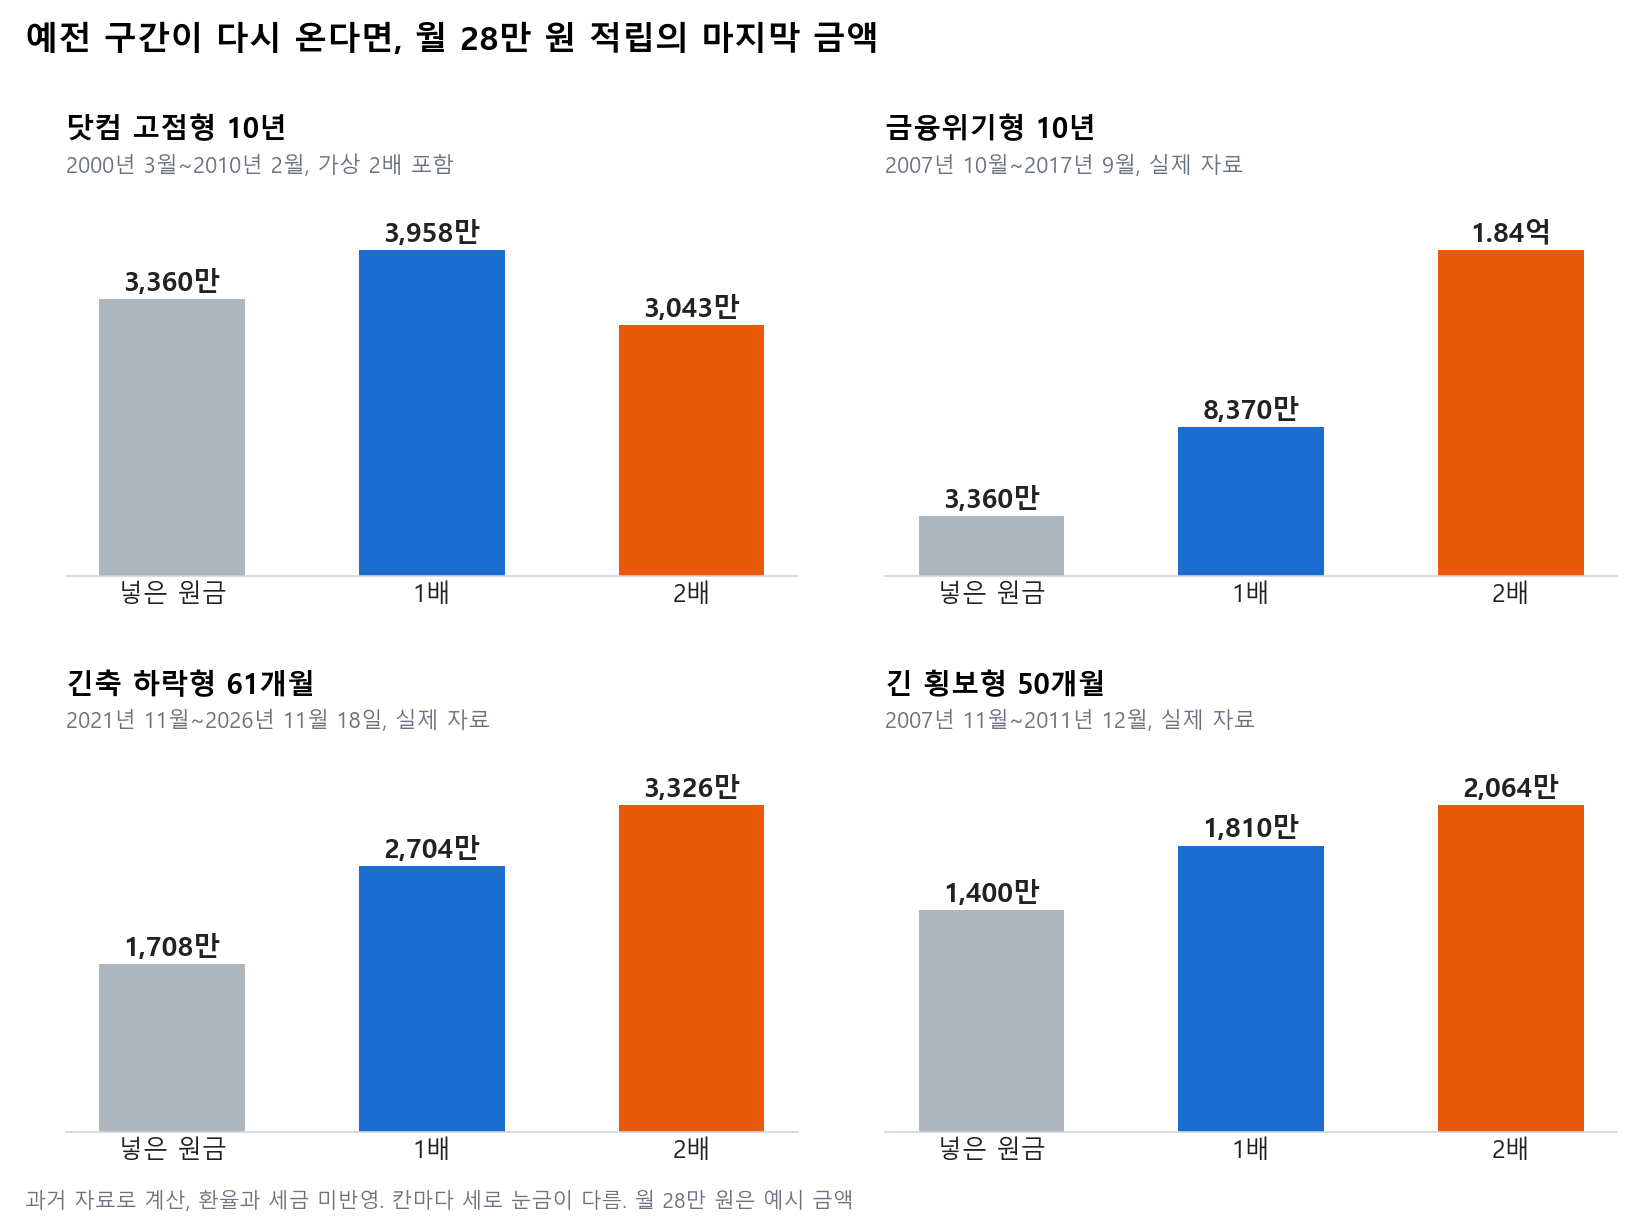 예전 구간이 다시 온다면, 월 28만 원 적립의 마지막 금액
닷컴 고점형 10년
2000년 3월~2010년 2월, 가상 2배 포함
3,360만
3,958만
3,043만
넣은 원금
1배
2배
금융위기형 10년
2007년 10월~2017년 9월, 실제 자료
3,360만
8,370만
1.84억
넣은 원금
1배
2배
긴축 하락형 61개월
2021년 11월~2026년 11월 18일, 실제 자료
1,708만
2,704만
3,326만
넣은 원금
1배
2배
긴 횡보형 50개월
2007년 11월~2011년 12월, 실제 자료
1,400만
1,810만
2,064만
넣은 원금
1배
2배
과거 자료로 계산, 환율과 세금 미반영. 칸마다 세로 눈금이 다름. 월 28만 원은 예시 금액